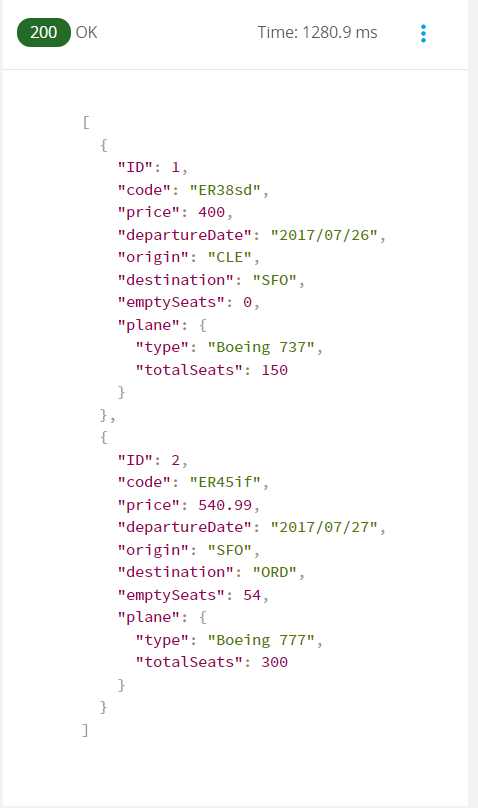 200 OK Time: 1280.9 ms
[
  {
    "ID": 1,
    "code": "ER38sd",
    "price": 400,
    "departureDate": "2017/07/26",
    "origin": "CLE",
    "destination": "SFO",
    "emptySeats": 0,
    "plane": {
      "type": "Boeing 737",
      "totalSeats": 150
    }
  },
  {
    "ID": 2,
    "code": "ER45if",
    "price": 540.99,
    "departureDate": "2017/07/27",
    "origin": "SFO",
    "destination": "ORD",
    "emptySeats": 54,
    "plane": {
      "type": "Boeing 777",
      "totalSeats": 300
    }
  }
]